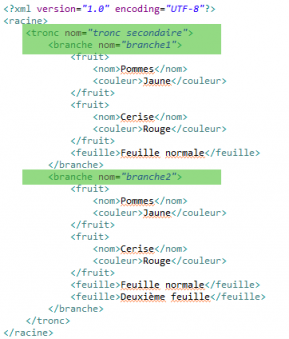 <?xml version="1.0" encoding="UTF-8"?>
<racine>
<tronc nom="tronc secondaire">
<branche nom="branche1">
<fruit>
<nom>Pommes</nom>
<couleur>Jaune</couleur>
</fruit>
<fruit>
<nom>Cerise</nom>
<couleur>Rouge</couleur>
</fruit>
<feuille>Feuille normale</feuille>
</branche>
<branche nom="branche2">
<fruit>
<nom>Pommes</nom>
<couleur>Jaune</couleur>
</fruit>
<fruit>
<nom>Cerise</nom>
<couleur>Rouge</couleur>
</fruit>
<feuille>Feuille normale</feuille>
<feuille>Deuxième feuille</feuille>
</branche>
</tronc>
</racine>